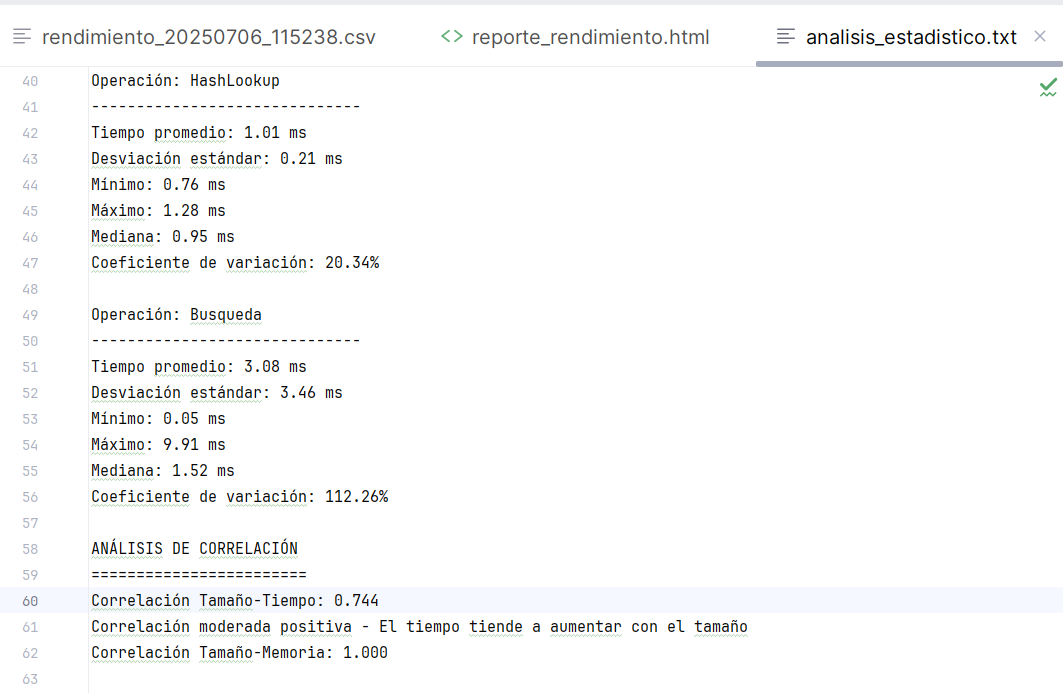 rendimiento_20250706_115238.csv <> reporte_rendimiento.html analisis_estadistico.txt ×
40 Operación: HashLookup
41 ------------------------------
42 Tiempo promedio: 1.01 ms
43 Desviación estándar: 0.21 ms
44 Mínimo: 0.76 ms
45 Máximo: 1.28 ms
46 Mediana: 0.95 ms
47 Coeficiente de variación: 20.34%
48
49 Operación: Busqueda
50 ------------------------------
51 Tiempo promedio: 3.08 ms
52 Desviación estándar: 3.46 ms
53 Mínimo: 0.05 ms
54 Máximo: 9.91 ms
55 Mediana: 1.52 ms
56 Coeficiente de variación: 112.26%
57
58 ANÁLISIS DE CORRELACIÓN
59 ========================
60 Correlación Tamaño-Tiempo: 0.744
61 Correlación moderada positiva - El tiempo tiende a aumentar con el tamaño
62 Correlación Tamaño-Memoria: 1.000
63